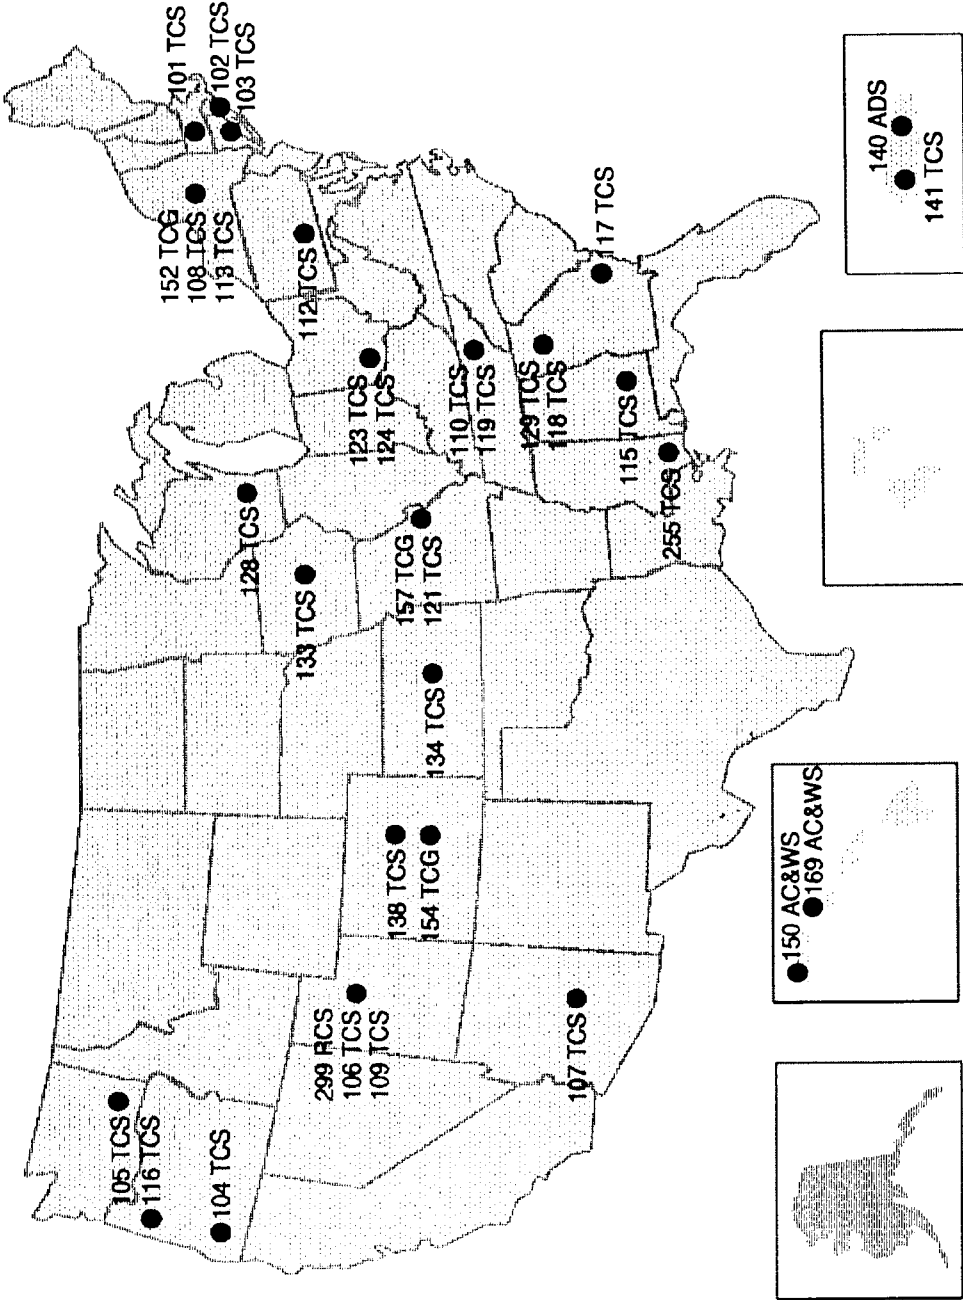 105 TCS
116 TCS
104 TCS
299 RCS
106 TCS
109 TCS
107 TCS
138 TCS
154 TCG
134 TCS
133 TCS
128 TCS
157 TCG
121 TCS
123 TCS
124 TCS
110 TCS
119 TCS
129 TCS
118 TCS
115 TCS
255 TCS
117 TCS
112 TCS
152 TCG
108 TCS
113 TCS
101 TCS
102 TCS
103 TCS
150 AC&WS
169 AC&WS
140 ADS
141 TCS